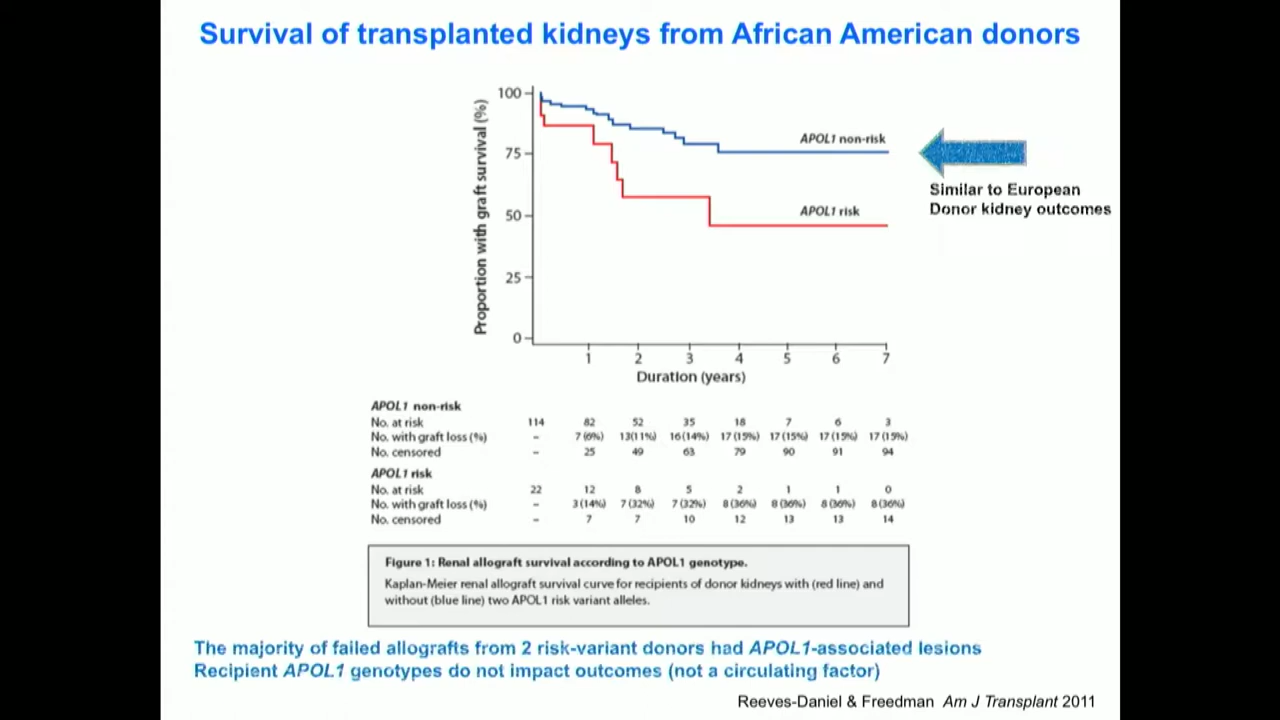 Survival of transplanted kidneys from African American donors
Proportion with graft survival (%)
100
75
50
25
0
APOL1 non-risk
APOL1 risk
Similar to European
Donor kidney outcomes
1 2 3 4 5 6 7
Duration (years)
APOL1 non-risk
No. at risk 114 82 52 35 18 7 6 3
No. with graft loss (%) – 7 (6%) 13(11%) 16(14%) 17(15%) 17(15%) 17(15%) 17(15%)
No. censored – 25 49 63 79 90 91 94
APOL1 risk
No. at risk 22 12 8 5 2 1 1 0
No. with graft loss (%) – 3(14%) 7(32%) 7(32%) 8(36%) 8(36%) 8(36%) 8(36%)
No. censored – 7 7 10 12 13 13 14
Figure 1: Renal allograft survival according to APOL1 genotype.
Kaplan-Meier renal allograft survival curve for recipients of donor kidneys with (red line) and
without (blue line) two APOL1 risk variant alleles.
The majority of failed allografts from 2 risk-variant donors had APOL1-associated lesions
Recipient APOL1 genotypes do not impact outcomes (not a circulating factor)
Reeves-Daniel & Freedman Am J Transplant 2011